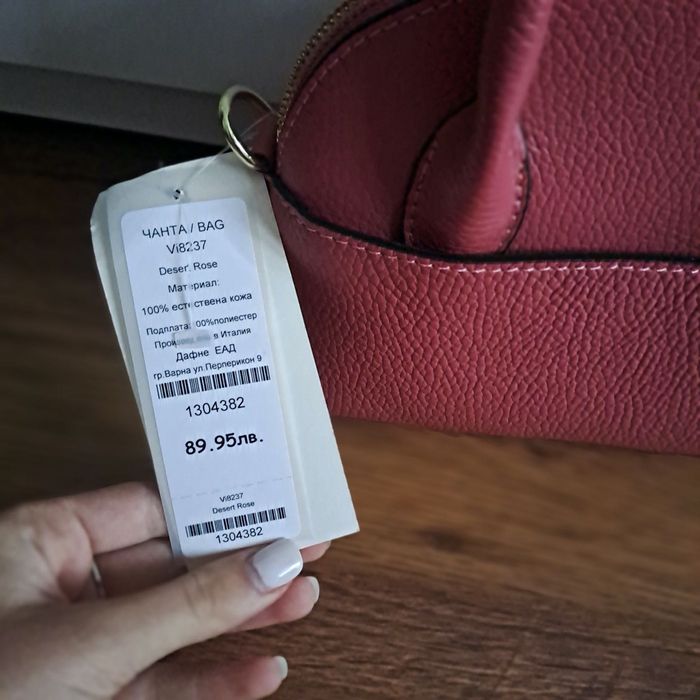 ЧАНТА / BAG
Vi8237
Desert Rose
Материал:
100% естествена кожа
Подплата: 00%полиестер
в Италия
Дафне ЕАД
гр.Варна ул.Перперикон 9
1304382
89.95лв.
Vi8237
Desert Rose
1304382